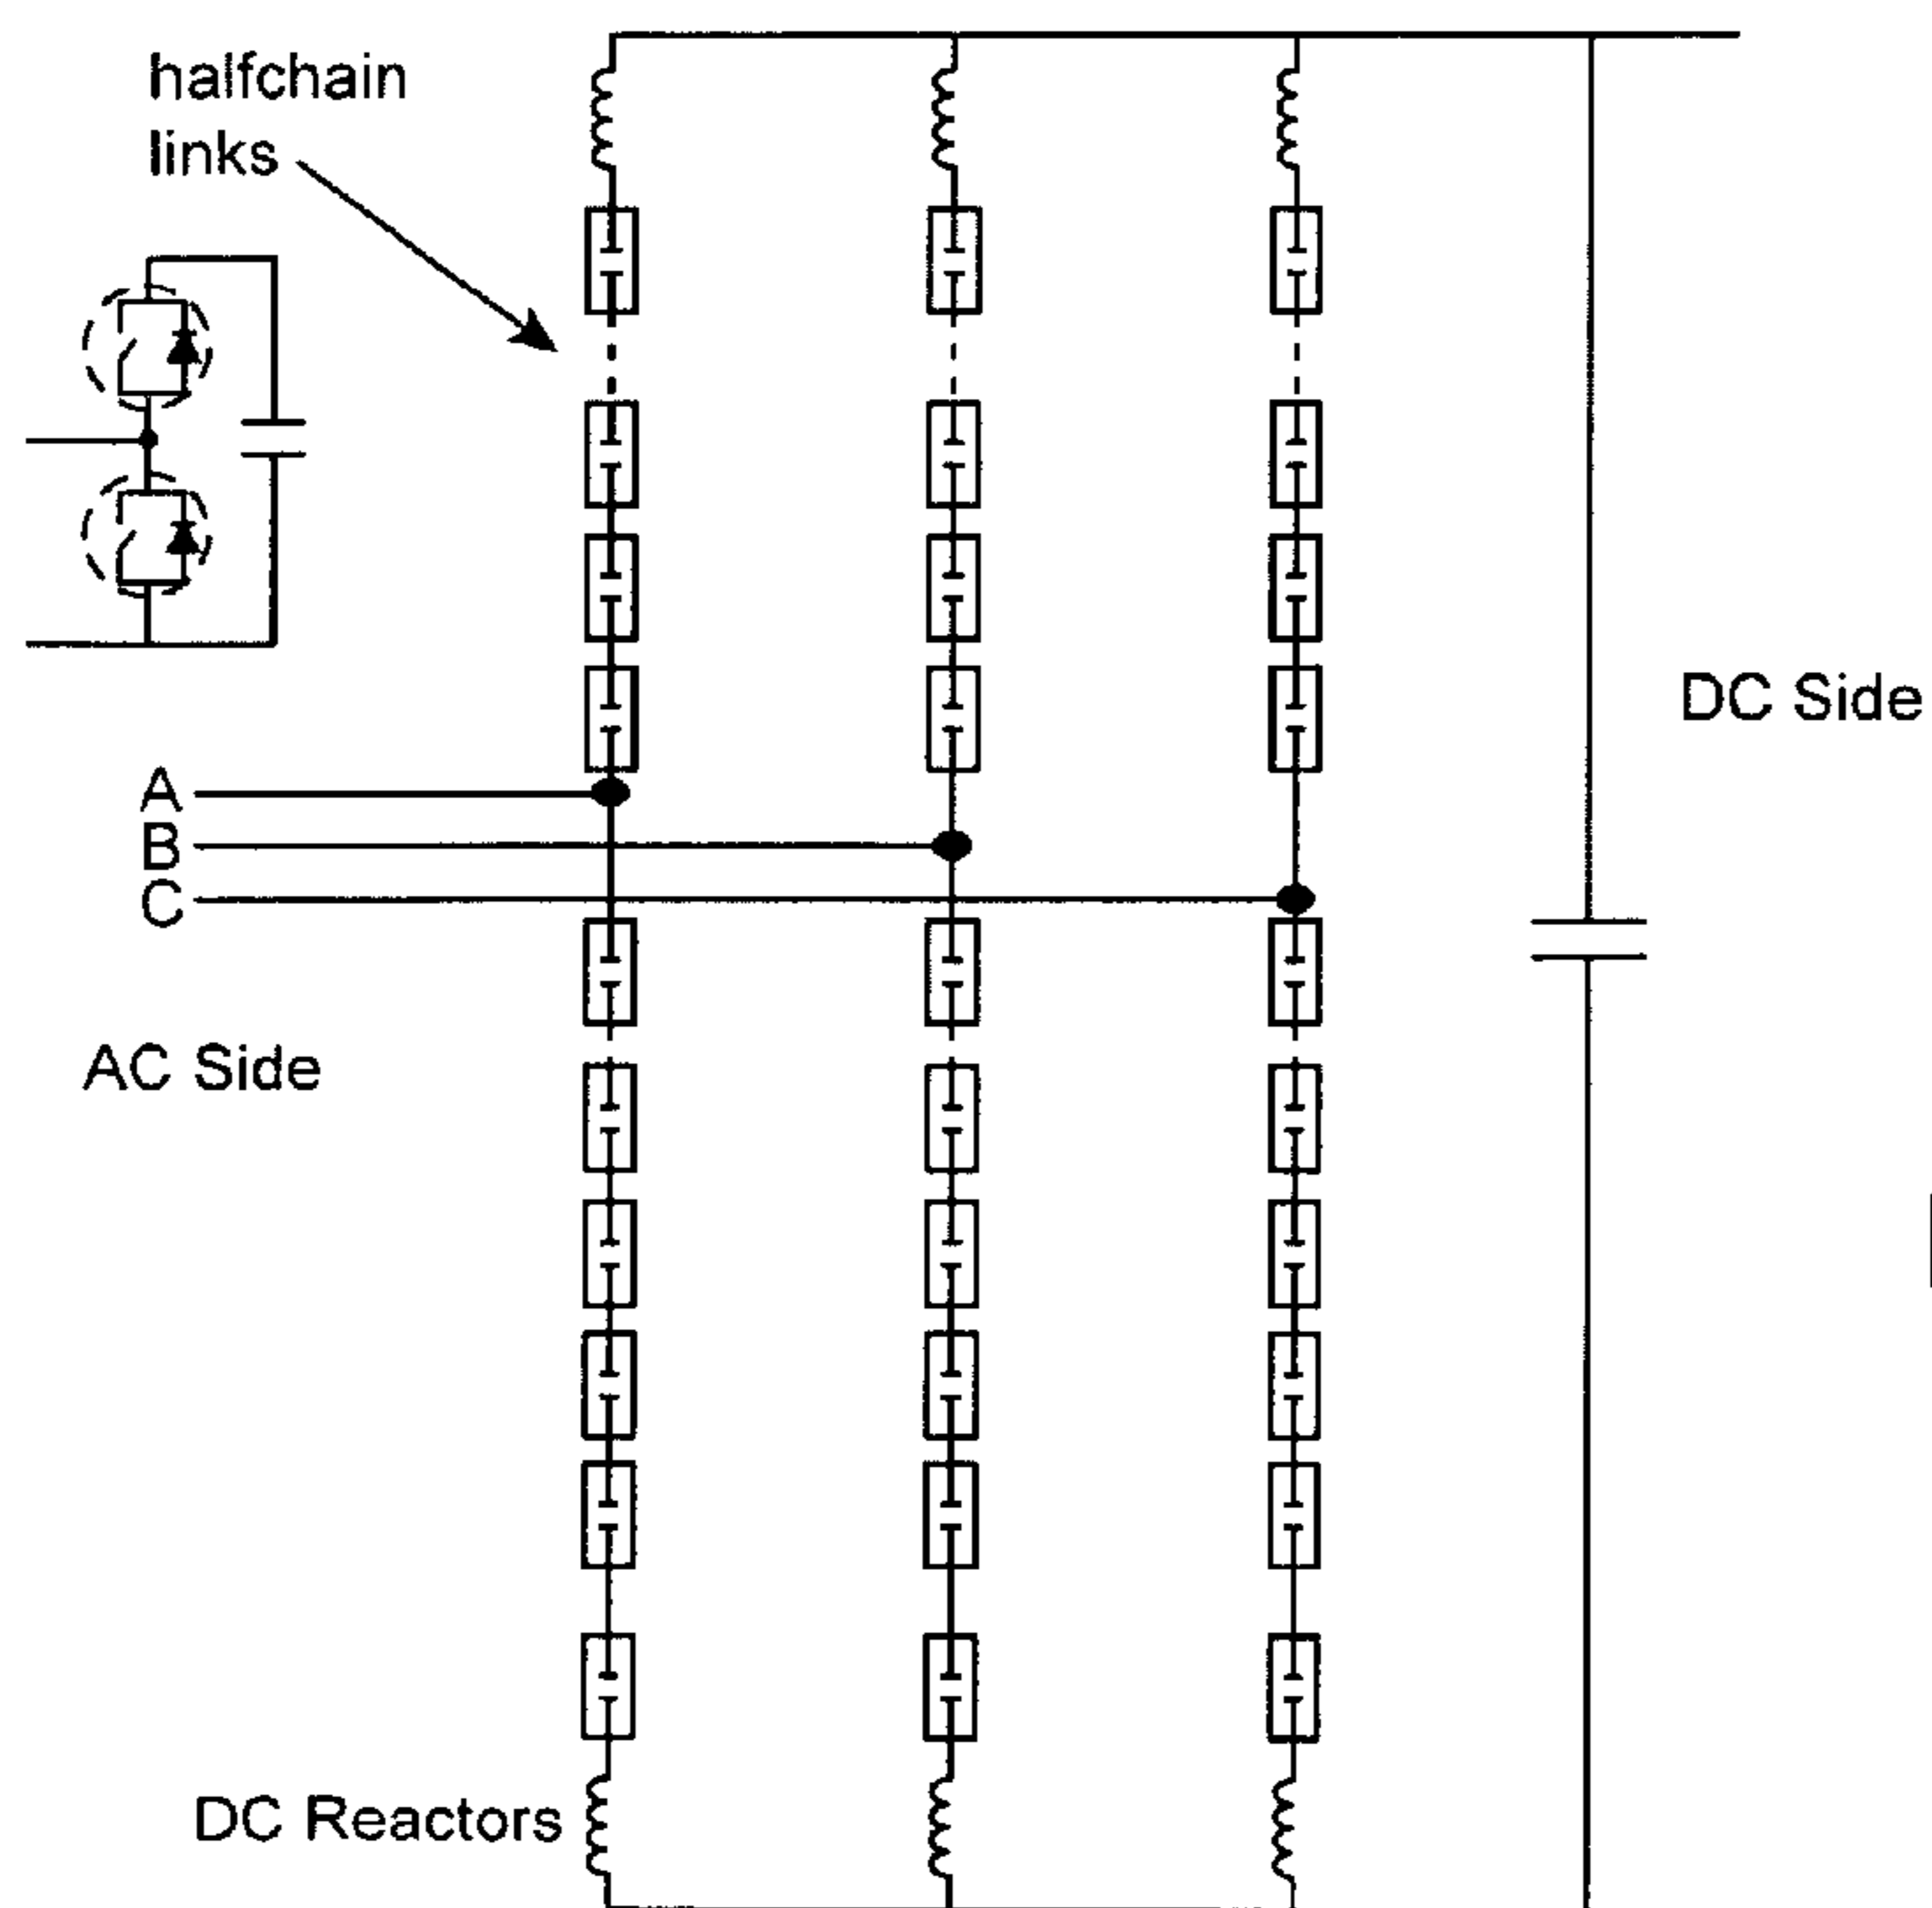 halfchain
links
DC Side
A
B
C
AC Side
DC Reactors